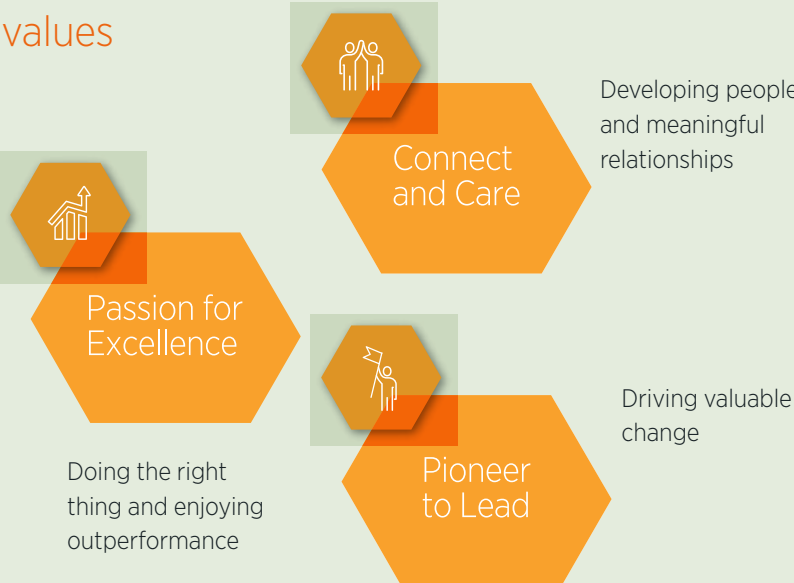 values
Connect
and Care
Developing people
and meaningful
relationships
Passion for
Excellence
Doing the right
thing and enjoying
outperformance
Pioneer
to Lead
Driving valuable
change